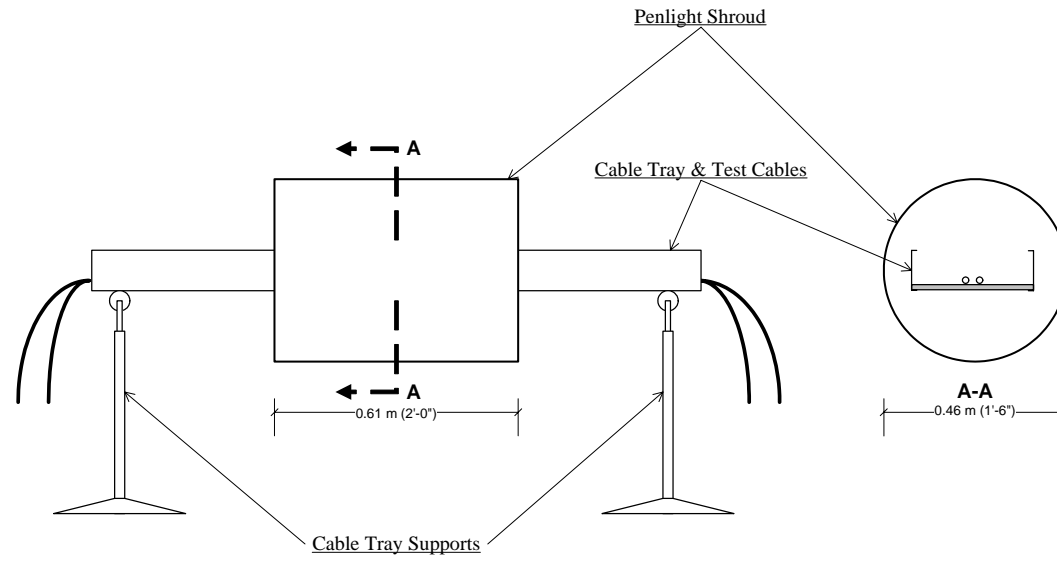 Penlight Shroud
A
Cable Tray & Test Cables
A
A-A
0.61 m (2'-0")
0.46 m (1'-6")
Cable Tray Supports